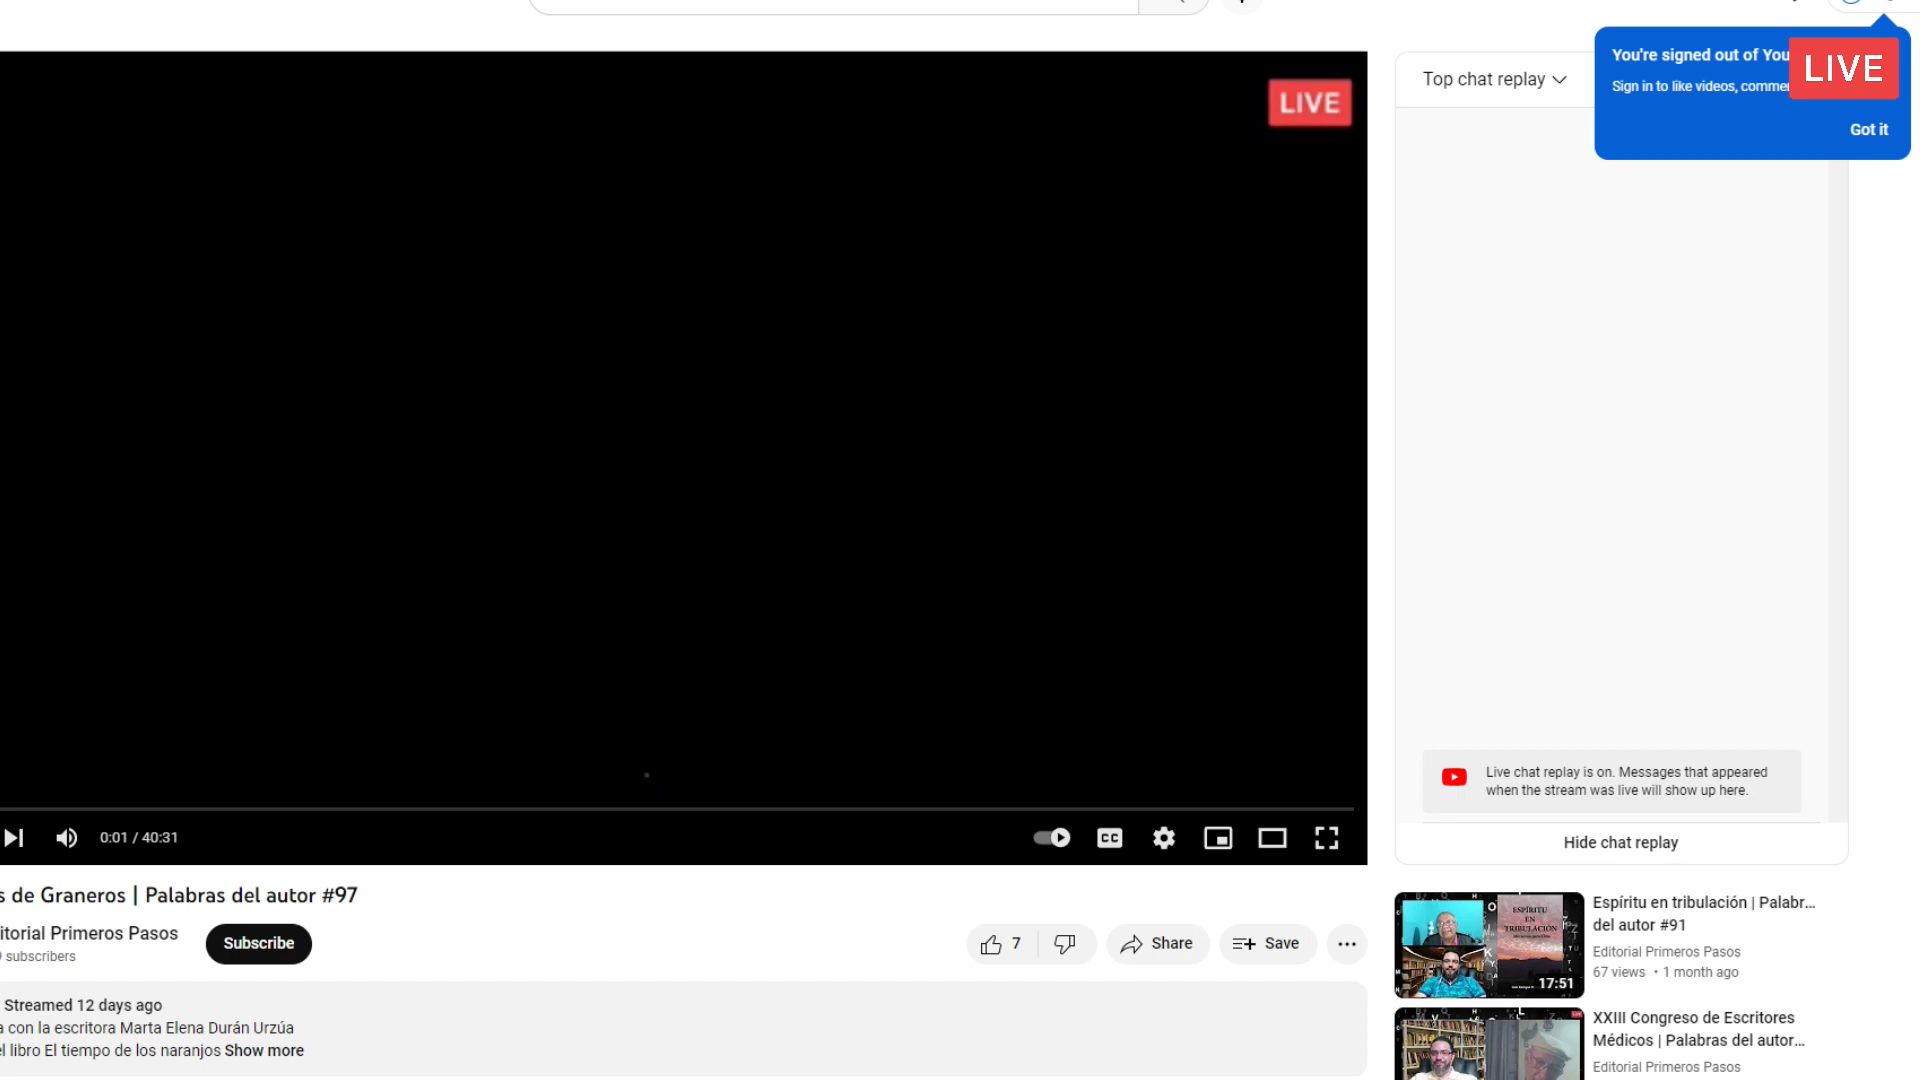 You're signed out of You
LIVE
Sign in to like videos, commen
Got it
LIVE
Top chat replay
Live chat replay is on. Messages that appeared
when the stream was live will show up here.
Hide chat replay
0:01 / 40:31
CC
s de Graneros | Palabras del autor #97
itorial Primeros Pasos
subscribers
Subscribe
7
Share
Save
Streamed 12 days ago
a con la escritora Marta Elena Durán Urzúa
el libro El tiempo de los naranjos Show more
ESPÍRITU
EN
TRIBULACIÓN
17:51
Espíritu en tribulación | Palabr...
del autor #91
Editorial Primeros Pasos
67 views • 1 month ago
XXIII Congreso de Escritores
Médicos | Palabras del autor...
Editorial Primeros Pasos